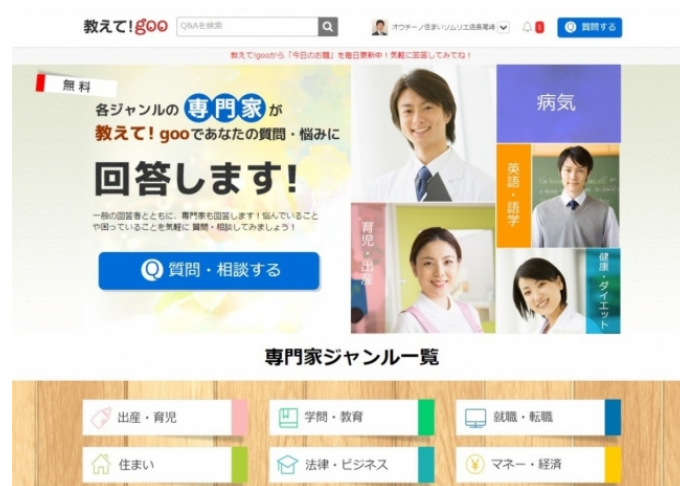 教えて!goo
Q&Aを検索
オウチーノ住まいソムリエ店長尾崎
1
質問する
教えて!gooから「今日のお題」を毎日更新中!気軽に回答してみてね!
無料
各ジャンルの 専門家 が
教えて! gooであなたの質問・悩みに
回答します!
一般の回答者とともに、専門家も回答します!悩んでいること
や困っていることを気軽に 質問・相談してみましょう!
Q 質問・相談する
病気
英語・語学
育児・出産
健康・ダイエット
専門家ジャンル一覧
出産・育児
学問・教育
就職・転職
住まい
法律・ビジネス
マネー・経済